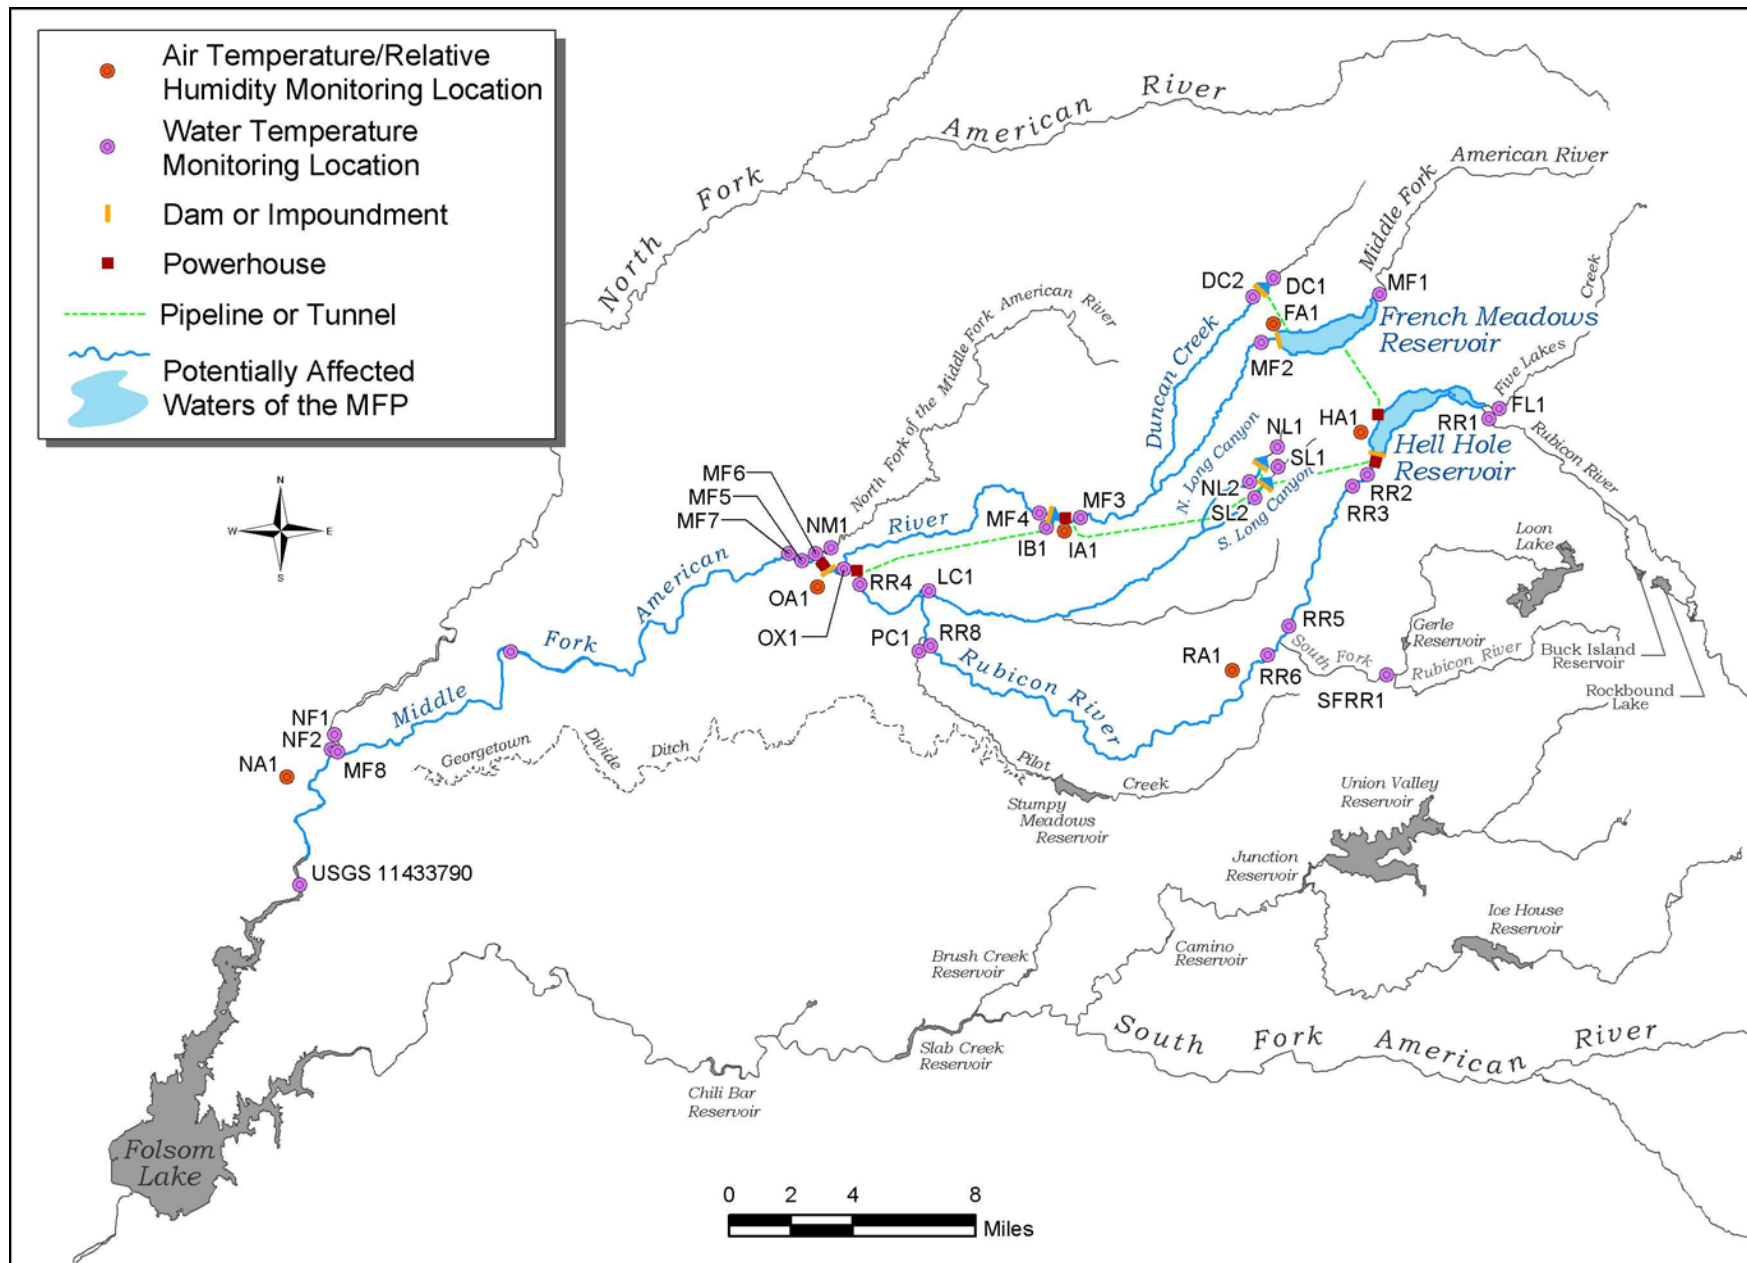 Air Temperature/Relative
Humidity Monitoring Location
Water Temperature
Monitoring Location
Dam or Impoundment
Powerhouse
Pipeline or Tunnel
Potentially Affected
Waters of the MFP
North Fork American River
Middle Fork American River
North Fork of the Middle Fork American River
Duncan Creek
DC2
DC1
FA1
MF1
MF2
French Meadows
Reservoir
Five Lakes Creek
HA1
FL1
RR1
Hell Hole
Reservoir
Rubicon River
NL1
SL1
N. Long Canyon
NL2
SL2
S. Long Canyon
RR2
RR3
MF6
MF5
MF7
NM1
MF4
MF3
IB1
IA1
N
W
E
S
Loon
Lake
OA1
OX1
RR4
LC1
PC1
RR8
RR5
RA1
RR6
Gerle
Reservoir
South Fork Rubicon River
SFRR1
Buck Island
Reservoir
Rockbound
Lake
Middle Fork American River
Rubicon River
NF1
NF2
MF8
NA1
Georgetown Divide Ditch
Pilot Creek
Stumpy
Meadows
Reservoir
Union Valley
Reservoir
Junction
Reservoir
USGS 11433790
Ice House
Reservoir
Camino
Reservoir
Brush Creek
Reservoir
Slab Creek
Reservoir
South Fork American River
Chili Bar
Reservoir
Folsom
Lake
0 2 4 8
Miles